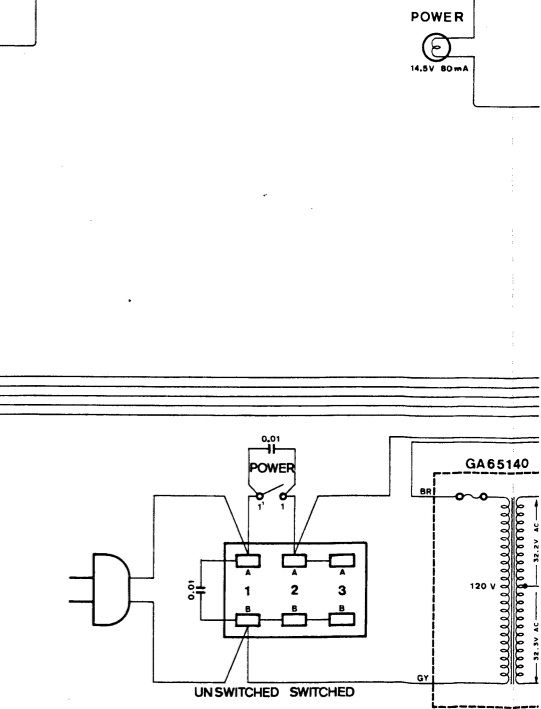 POWER
14.5V 80mA
0.01
POWER
1' 1
GA65140
BR
A A A
0.01
1 2 3
B B B
120 V
32.2V AC
32.3V AC
GY
UNSWITCHED SWITCHED